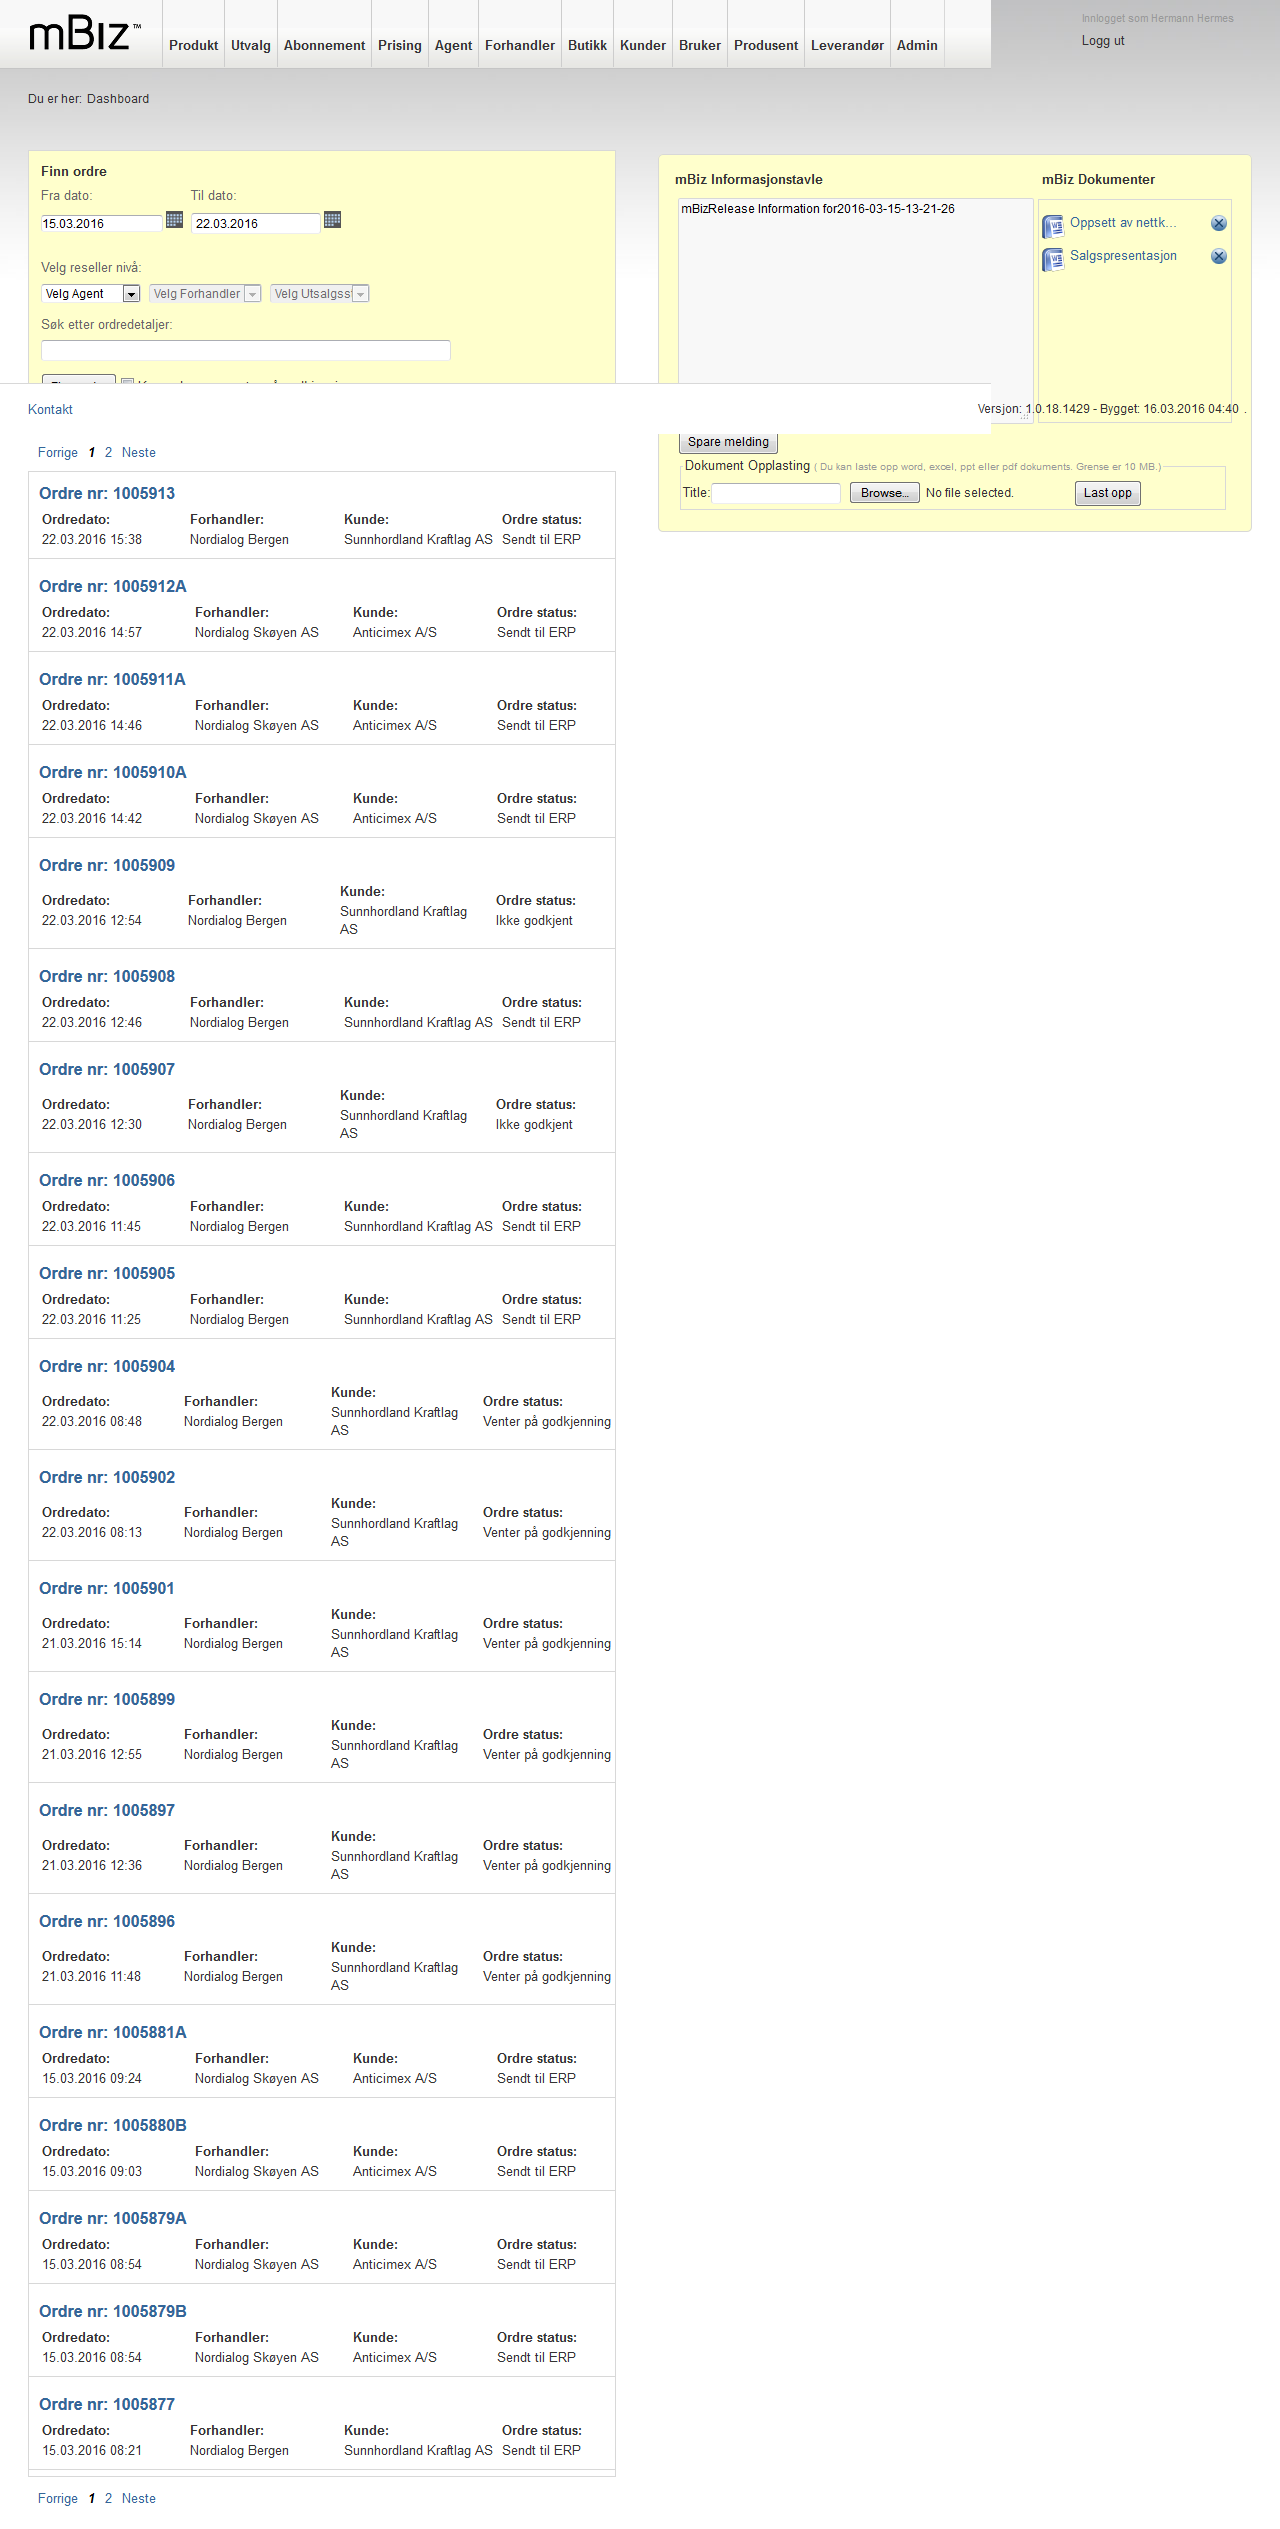 mBiz™
Produkt Utvalg Abonnement Prising Agent Forhandler Butikk Kunder Bruker Produsent Leverandør Admin
Innlogget som Hermann Hermes
Logg ut
Du er her: Dashboard
Finn ordre
Fra dato: Til dato:
15.03.2016 22.03.2016
Velg reseller nivå:
Velg Agent Velg Forhandler Velg Utsalgsst
Søk etter ordredetaljer:
mBiz Informasjonstavle
mBizRelease Information for2016-03-15-13-21-26
mBiz Dokumenter
Oppsett av nettk...
Salgspresentasjon
Kontakt
Versjon: 1.0.18.1429 - Bygget: 16.03.2016 04:40 .
Spare melding
Dokument Opplasting ( Du kan laste opp word, excel, ppt eller pdf dokuments. Grense er 10 MB.)
Title: Browse... No file selected. Last opp
Forrige 1 2 Neste
Ordre nr: 1005913
Ordredato: Forhandler: Kunde: Ordre status:
22.03.2016 15:38 Nordialog Bergen Sunnhordland Kraftlag AS Sendt til ERP
Ordre nr: 1005912A
Ordredato: Forhandler: Kunde: Ordre status:
22.03.2016 14:57 Nordialog Skøyen AS Anticimex A/S Sendt til ERP
Ordre nr: 1005911A
Ordredato: Forhandler: Kunde: Ordre status:
22.03.2016 14:46 Nordialog Skøyen AS Anticimex A/S Sendt til ERP
Ordre nr: 1005910A
Ordredato: Forhandler: Kunde: Ordre status:
22.03.2016 14:42 Nordialog Skøyen AS Anticimex A/S Sendt til ERP
Ordre nr: 1005909
Ordredato: Forhandler: Kunde: Ordre status:
22.03.2016 12:54 Nordialog Bergen Sunnhordland Kraftlag AS Ikke godkjent
Ordre nr: 1005908
Ordredato: Forhandler: Kunde: Ordre status:
22.03.2016 12:46 Nordialog Bergen Sunnhordland Kraftlag AS Sendt til ERP
Ordre nr: 1005907
Ordredato: Forhandler: Kunde: Ordre status:
22.03.2016 12:30 Nordialog Bergen Sunnhordland Kraftlag AS Ikke godkjent
Ordre nr: 1005906
Ordredato: Forhandler: Kunde: Ordre status:
22.03.2016 11:45 Nordialog Bergen Sunnhordland Kraftlag AS Sendt til ERP
Ordre nr: 1005905
Ordredato: Forhandler: Kunde: Ordre status:
22.03.2016 11:25 Nordialog Bergen Sunnhordland Kraftlag AS Sendt til ERP
Ordre nr: 1005904
Ordredato: Forhandler: Kunde: Ordre status:
22.03.2016 08:48 Nordialog Bergen Sunnhordland Kraftlag AS Venter på godkjenning
Ordre nr: 1005902
Ordredato: Forhandler: Kunde: Ordre status:
22.03.2016 08:13 Nordialog Bergen Sunnhordland Kraftlag AS Venter på godkjenning
Ordre nr: 1005901
Ordredato: Forhandler: Kunde: Ordre status:
21.03.2016 15:14 Nordialog Bergen Sunnhordland Kraftlag AS Venter på godkjenning
Ordre nr: 1005899
Ordredato: Forhandler: Kunde: Ordre status:
21.03.2016 12:55 Nordialog Bergen Sunnhordland Kraftlag AS Venter på godkjenning
Ordre nr: 1005897
Ordredato: Forhandler: Kunde: Ordre status:
21.03.2016 12:36 Nordialog Bergen Sunnhordland Kraftlag AS Venter på godkjenning
Ordre nr: 1005896
Ordredato: Forhandler: Kunde: Ordre status:
21.03.2016 11:48 Nordialog Bergen Sunnhordland Kraftlag AS Venter på godkjenning
Ordre nr: 1005881A
Ordredato: Forhandler: Kunde: Ordre status:
15.03.2016 09:24 Nordialog Skøyen AS Anticimex A/S Sendt til ERP
Ordre nr: 1005880B
Ordredato: Forhandler: Kunde: Ordre status:
15.03.2016 09:03 Nordialog Skøyen AS Anticimex A/S Sendt til ERP
Ordre nr: 1005879A
Ordredato: Forhandler: Kunde: Ordre status:
15.03.2016 08:54 Nordialog Skøyen AS Anticimex A/S Sendt til ERP
Ordre nr: 1005879B
Ordredato: Forhandler: Kunde: Ordre status:
15.03.2016 08:54 Nordialog Skøyen AS Anticimex A/S Sendt til ERP
Ordre nr: 1005877
Ordredato: Forhandler: Kunde: Ordre status:
15.03.2016 08:21 Nordialog Bergen Sunnhordland Kraftlag AS Sendt til ERP
Forrige 1 2 Neste